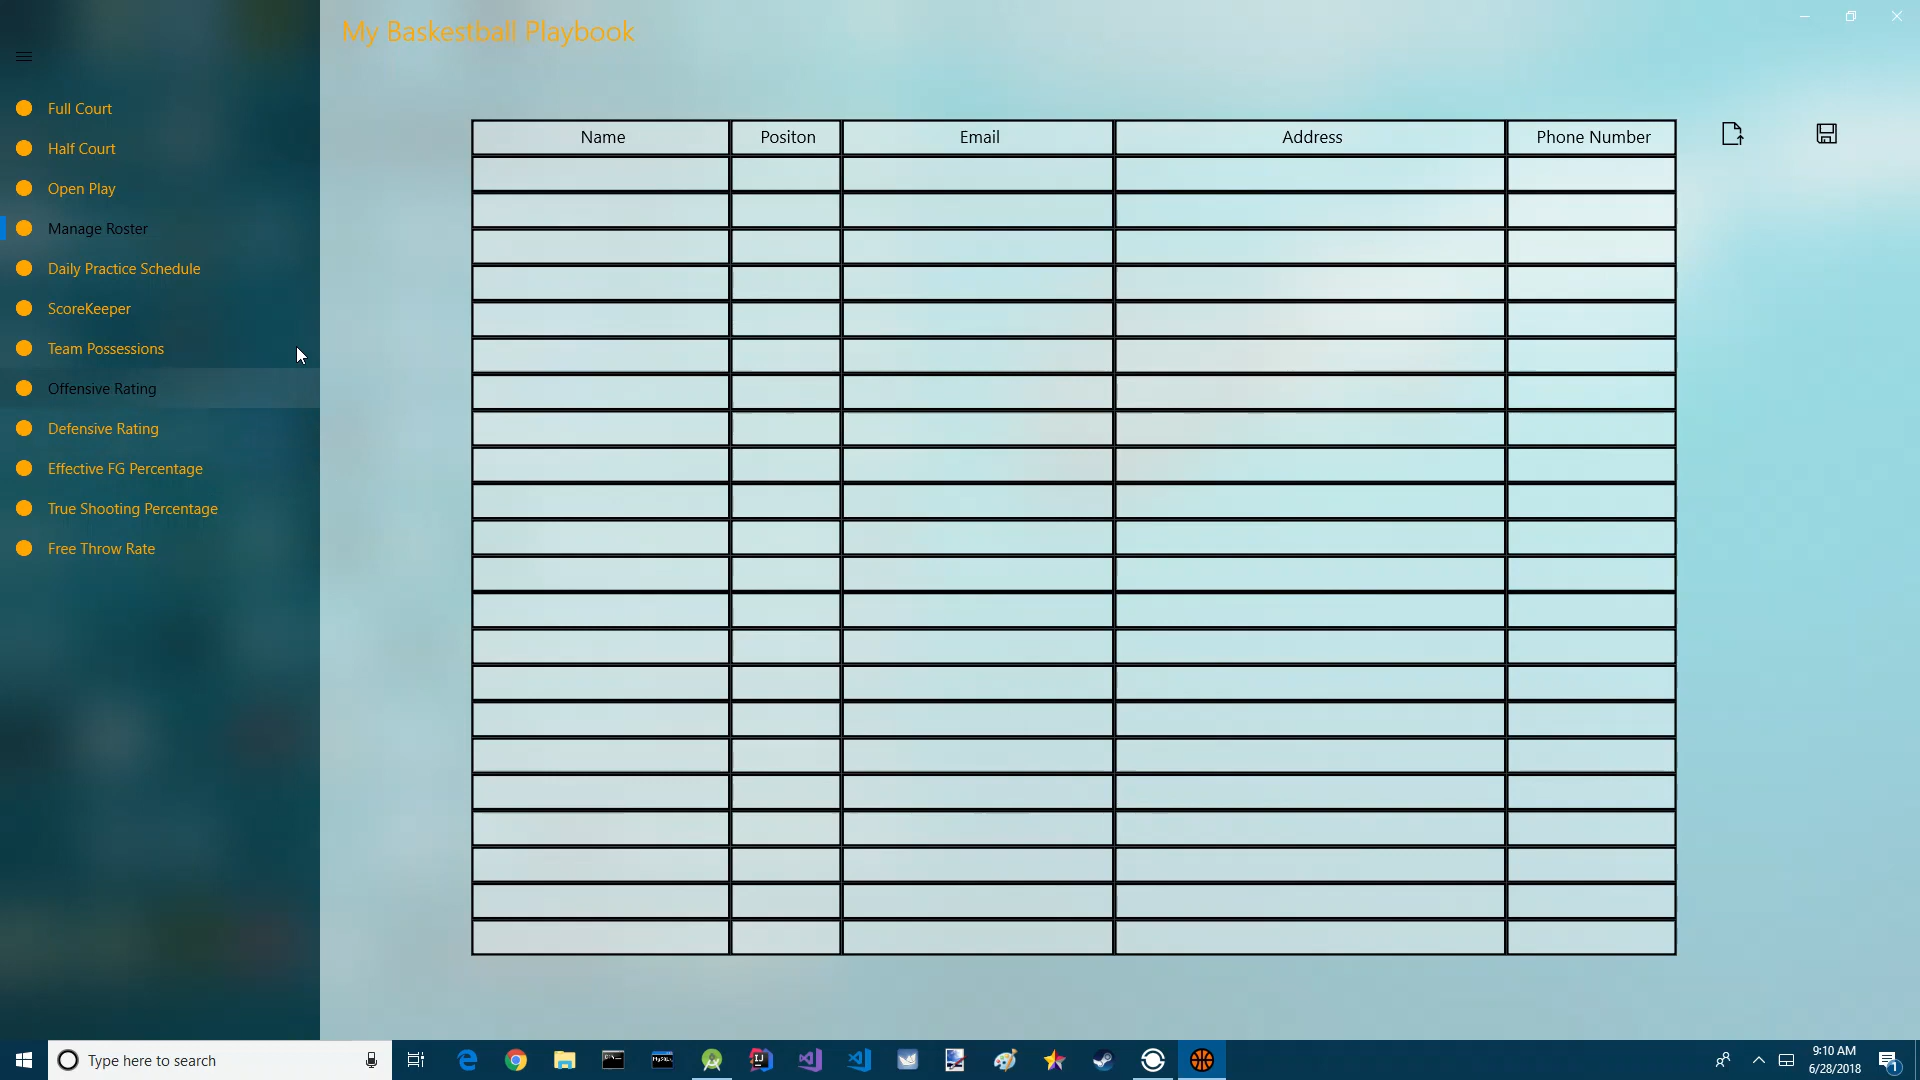 My Basketball Playbook
Full Court
Half Court
Open Play
Manage Roster
Daily Practice Schedule
ScoreKeeper
Team Possessions
Offensive Rating
Defensive Rating
Effective FG Percentage
True Shooting Percentage
Free Throw Rate
Name Positon Email Address Phone Number
Type here to search
9:10 AM
6/28/2018
1